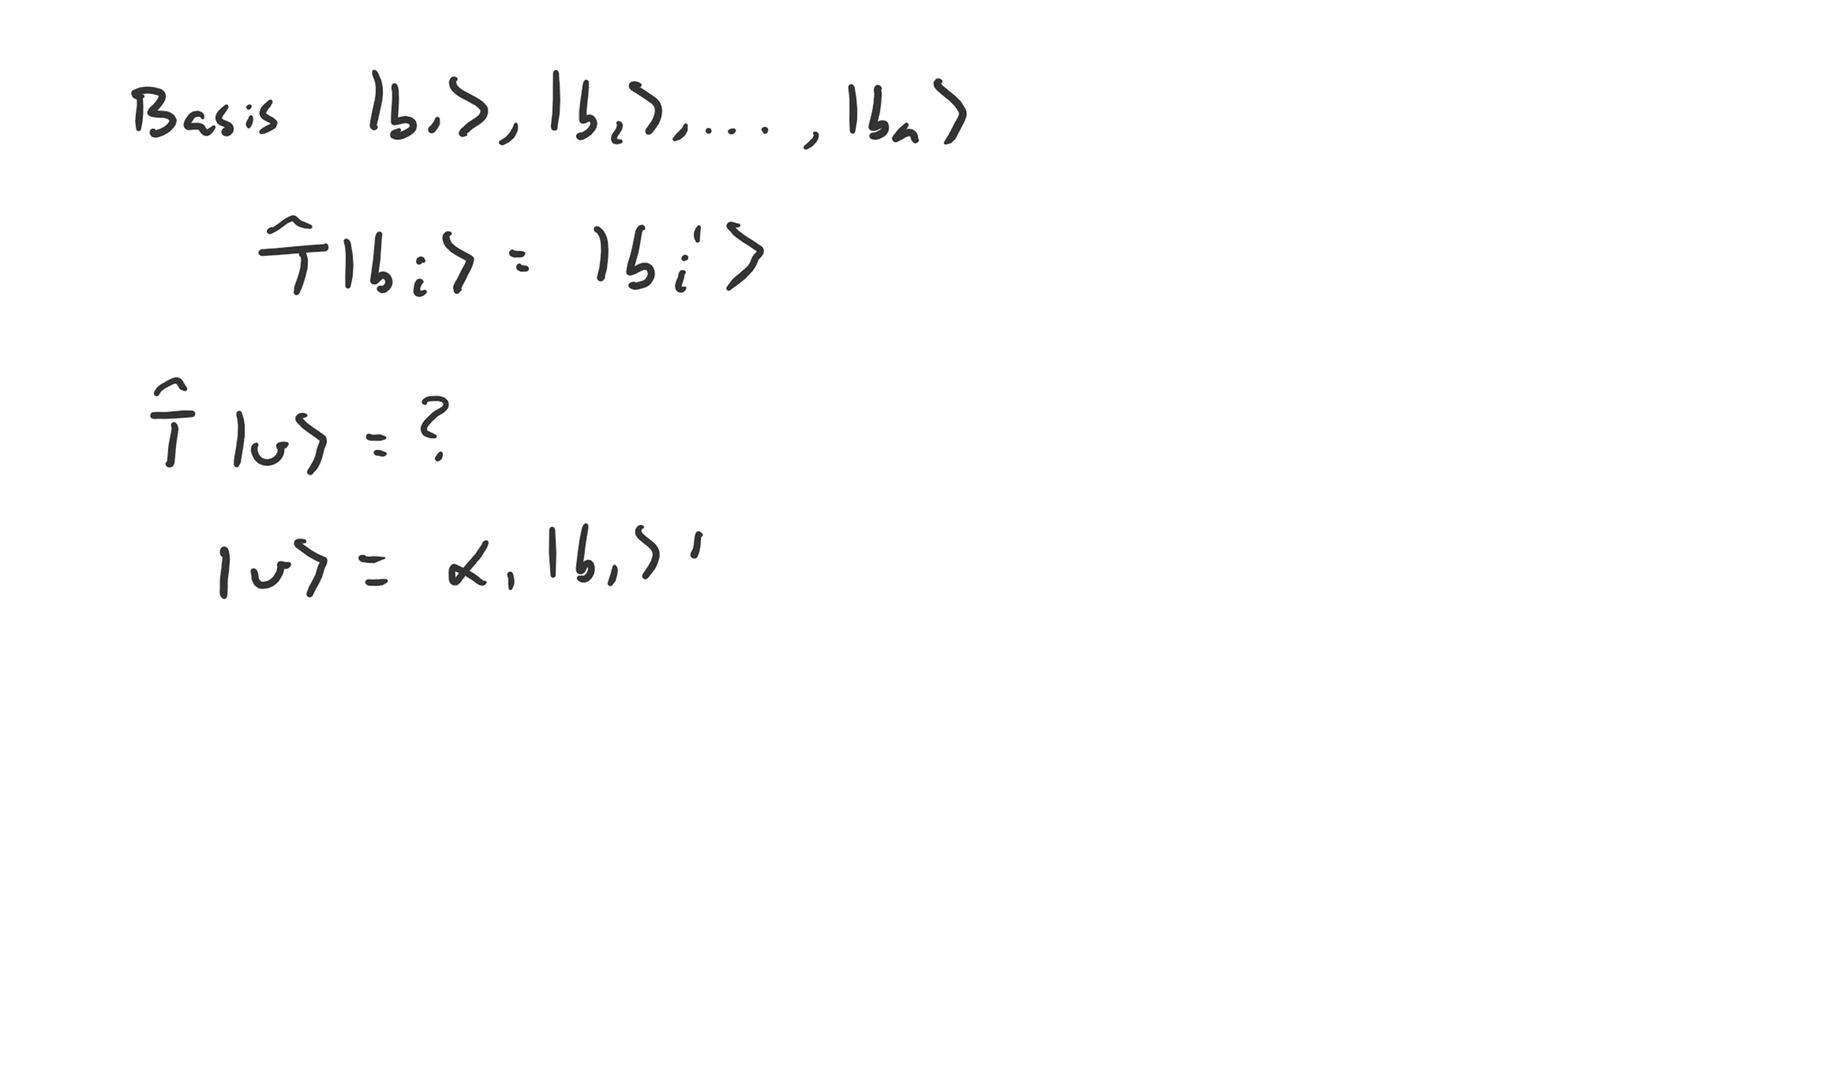 Basis |b₁⟩, |b₂⟩, ..., |bₙ⟩
T̂|bᵢ⟩ = |bᵢ'⟩
T̂ |v⟩ = ?
|v⟩ = α₁|b₁⟩ '